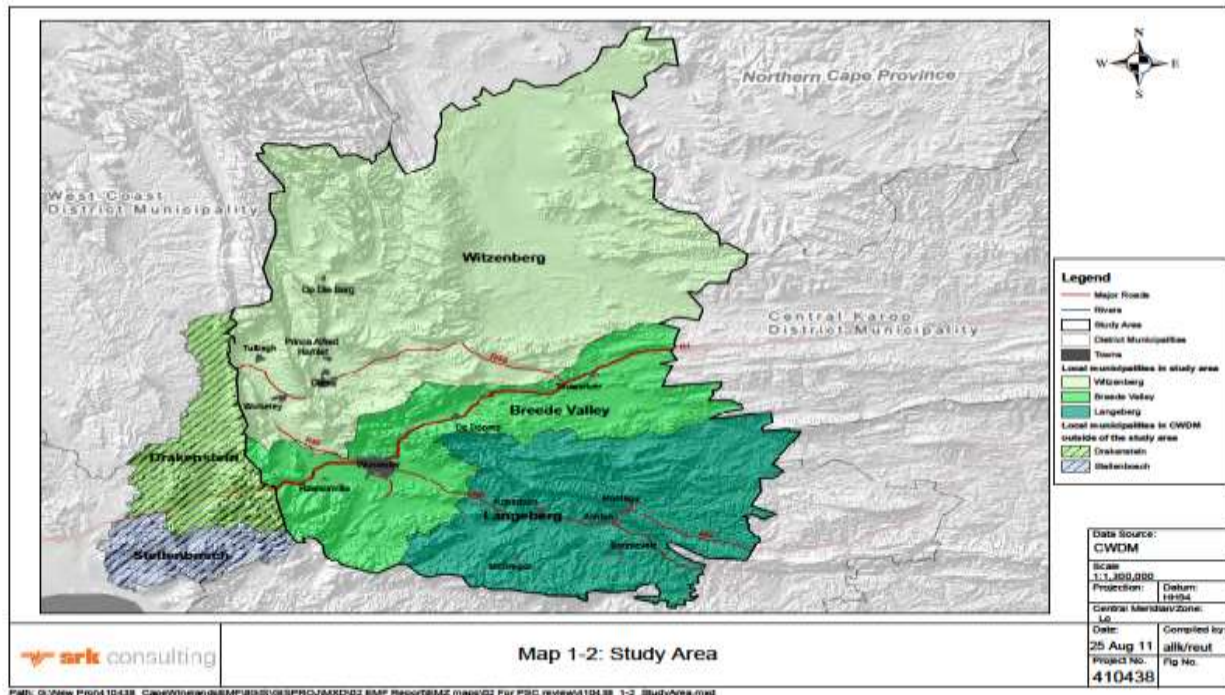 N
W E
S
Northern Cape Province
West Coast
District Municipality
Witzenberg
Op Die Berg
Central Karoo
District Municipality
Tulbagh
Prince Alfred
Hamlet
Ceres
Wolseley
Touwsrivier
Breede Valley
De Doorns
Drakenstein
Worcester
Rawsonville
Robertson
Montagu
Langeberg
Ashton
Bonnievale
Stellenbosch
McGregor
Legend
Major Roads
Rivers
Study Area
District Municipalities
Towns
Local municipalities in study area
Witzenberg
Breede Valley
Langeberg
Local municipalities in CWDM
outside of the study area
Drakenstein
Stellenbosch
Data Source:
CWDM
Scale
1:1,300,000
Projection: Datum:
HH94
Central Meridian/Zone:
Lo
Date: Compiled by:
25 Aug 11 allk/reut
Project No. Fig No.
410438
srk consulting
Map 1-2: Study Area